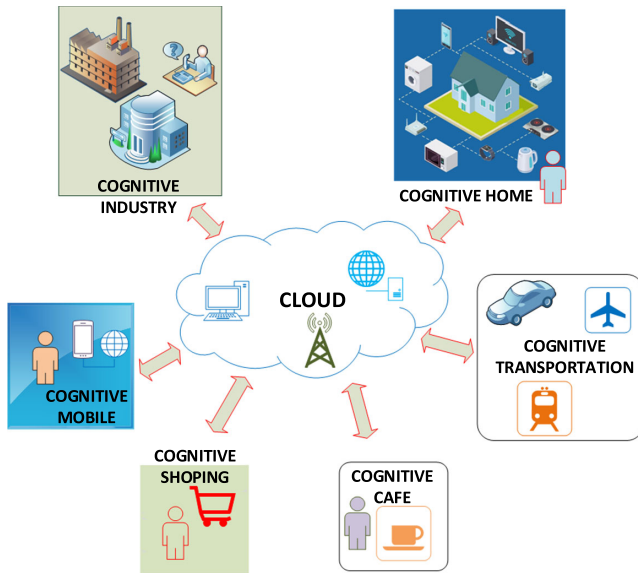 COGNITIVE
INDUSTRY
COGNITIVE HOME
CLOUD
COGNITIVE
TRANSPORTATION
COGNITIVE
MOBILE
COGNITIVE
SHOPING
COGNITIVE
CAFE